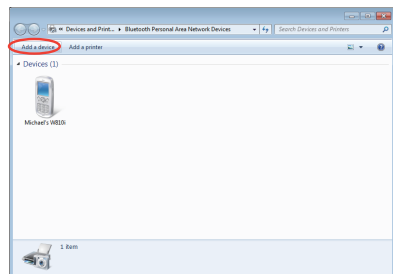 « Devices and Print... ▸ Bluetooth Personal Area Network Devices
Search Devices and Printers
Add a device Add a printer
Devices (1)
Michael's W810i
1 item